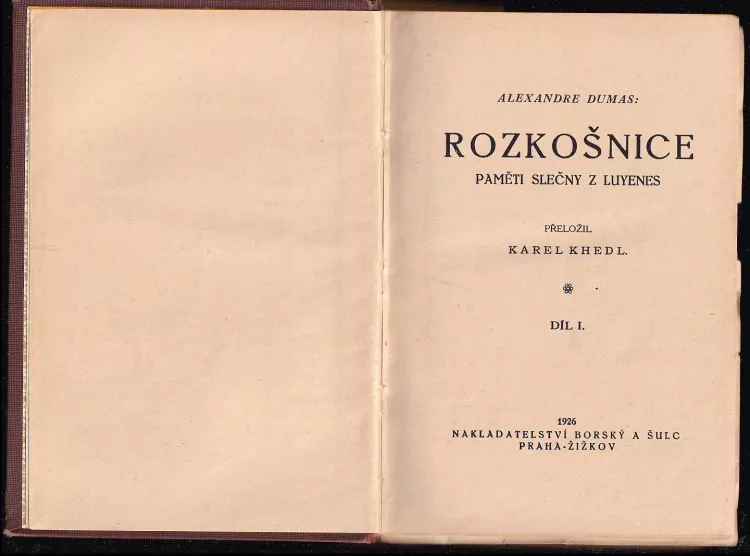 ALEXANDRE DUMAS:
ROZKOŠNICE
PAMĚTI SLEČNY Z LUYENES
PŘELOŽIL
KAREL KHEDL.
DÍL I.
1926
NAKLADATELSTVÍ BORSKÝ A ŠULC
PRAHA-ŽIŽKOV